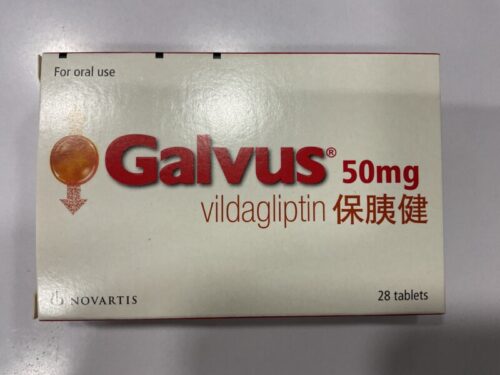 For oral use
Galvus® 50mg
vildagliptin 保胰健
NOVARTIS
28 tablets